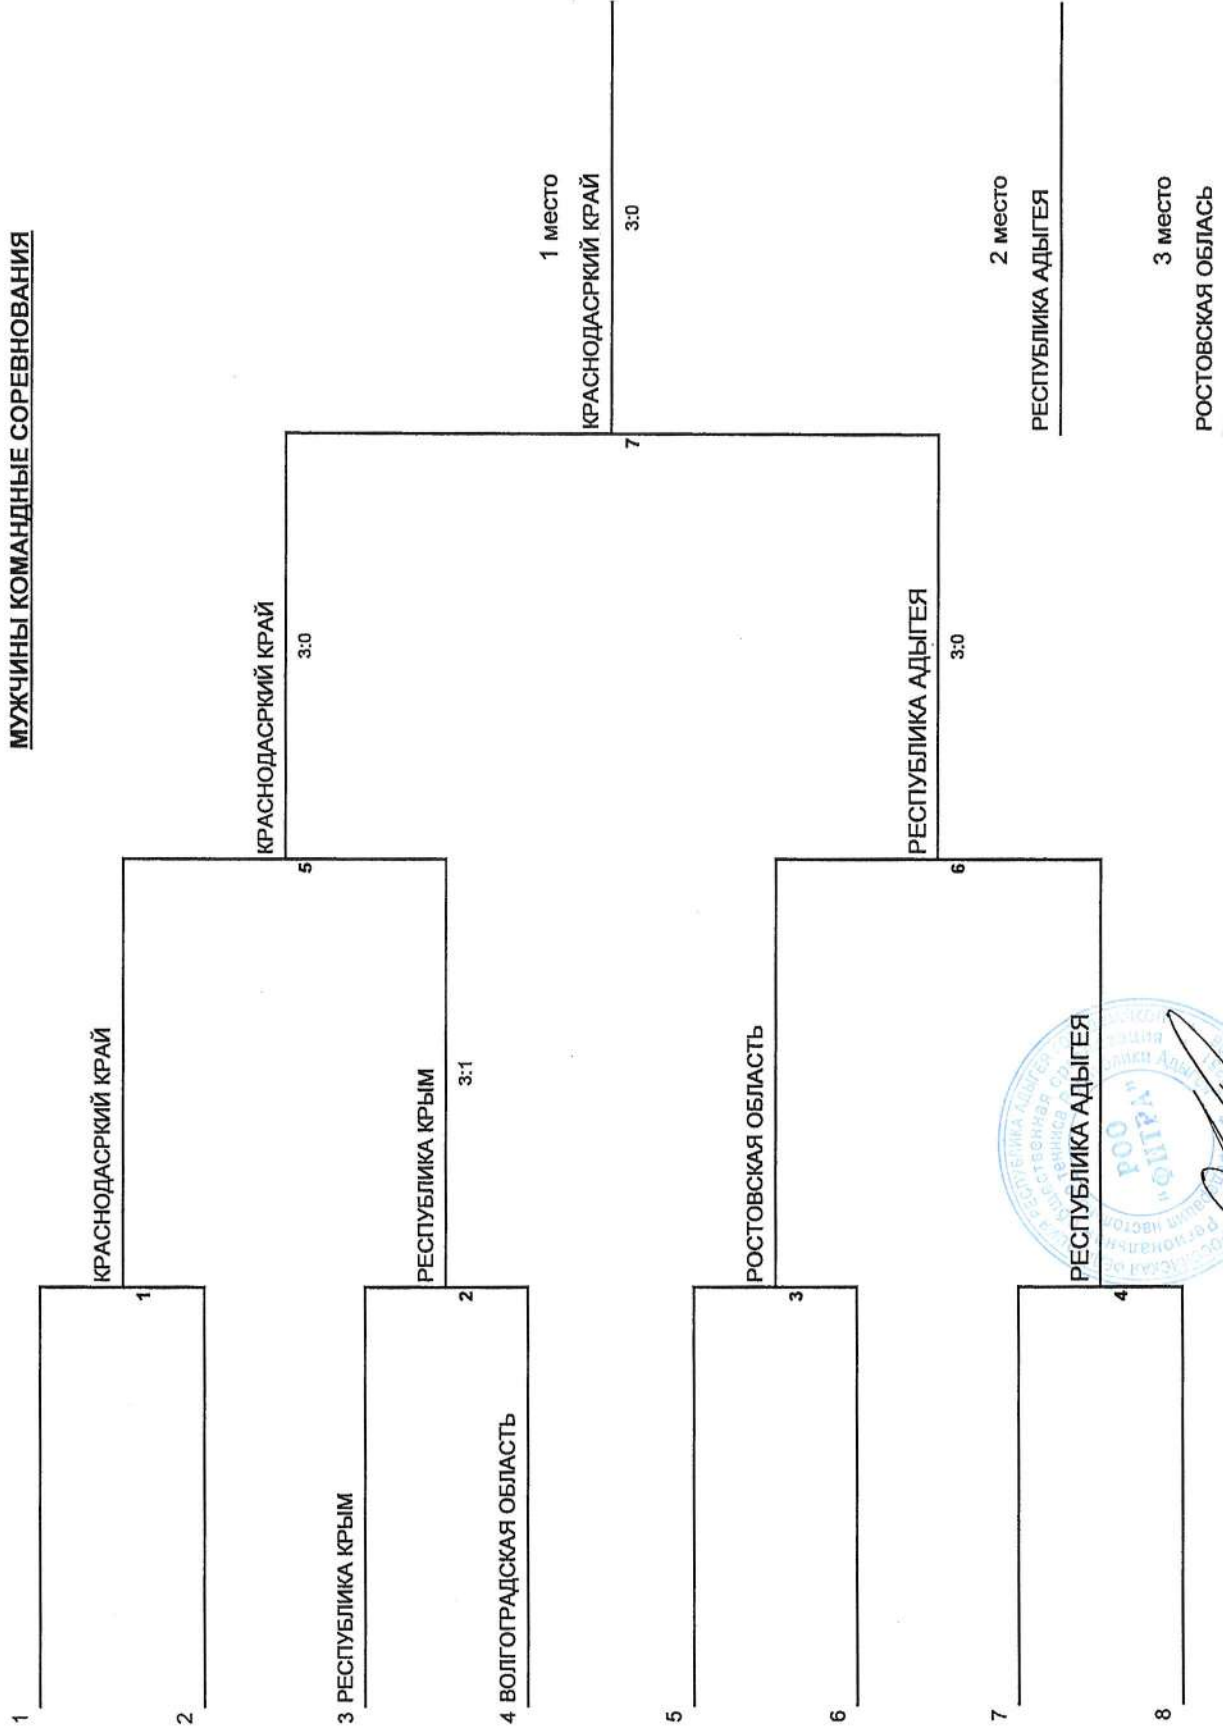 МУЖЧИНЫ КОМАНДНЫЕ СОРЕВНОВАНИЯ
1
КРАСНОДАСРКИЙ КРАЙ
1
2
КРАСНОДАСРКИЙ КРАЙ
5
3:0
3 РЕСПУБЛИКА КРЫМ
РЕСПУБЛИКА КРЫМ
2
3:1
4 ВОЛГОГРАДСКАЯ ОБЛАСТЬ
1 место
КРАСНОДАСРКИЙ КРАЙ
7
3:0
5
РОСТОВСКАЯ ОБЛАСТЬ
3
6
РЕСПУБЛИКА АДЫГЕЯ
6
3:0
7
РЕСПУБЛИКА АДЫГЕЯ
4
8
2 место
РЕСПУБЛИКА АДЫГЕЯ
3 место
РОСТОВСКАЯ ОБЛАСЬ
РОО
"ФНТРА"